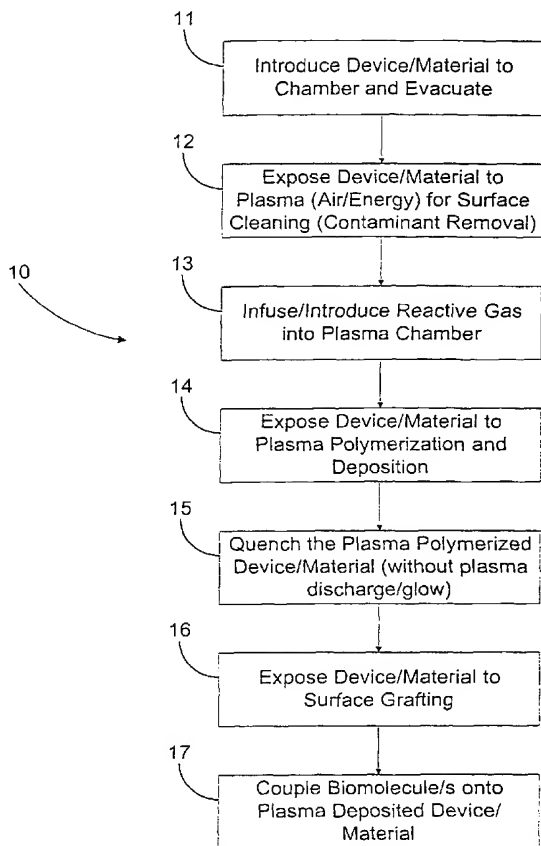 11
Introduce Device/Material to
Chamber and Evacuate
12
Expose Device/Material to
Plasma (Air/Energy) for Surface
Cleaning (Contaminant Removal)
13
10
Infuse/Introduce Reactive Gas
into Plasma Chamber
14
Expose Device/Material to
Plasma Polymerization and
Deposition
15
Quench the Plasma Polymerized
Device/Material (without plasma
discharge/glow)
16
Expose Device/Material to
Surface Grafting
17
Couple Biomolecule/s onto
Plasma Deposited Device/
Material